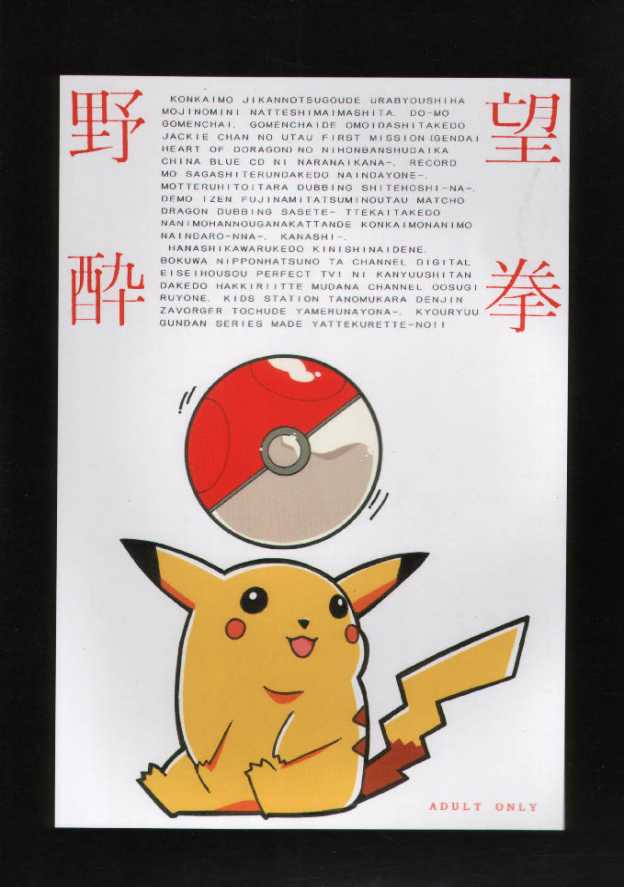 野 望
酔 拳
KONKAIMO JIKANNOTSUGOUDE URABYOUSHIHA
MOJINOMINI NATTESHIMAIMASHITA. DO-MO
GOMENCHAI. GOMENCHAIDE OMOIDASHITAKEDO
JACKIE CHAN NO UTAU FIRST MISSION(GENDAI
HEART OF DORAGON) NO NIHONBANSHUDAIKA
CHINA BLUE CD NI NARANAIKANA-. RECORD
MO SAGASHITERUNDAKEDO NAINDAYONE-.
MOTTERUHITOITARA DUBBING SHITEHOSHI-NA-.
DEMO IZEN FUJINAMITATSUMINOUTAU MATCHO
DRAGON DUBBING SASETE- TTEKAITAKEDO
NANIMOHANNOUGANAKATTANDE KONKAIMONANIMO
NAINDARO-NNA-. KANASHI-.
HANASHIKAWARUKEDO KINISHINAIDENE.
BOKUWA NIPPONHATSUNO TA CHANNEL DIGITAL
EISEIHOUSOU PERFECT TV! NI KANYUUSHITAN
DAKEDO HAKKIRIITTE MUDANA CHANNEL OOSUGI
RUYONE. KIDS STATION TANOMUKARA DENJIN
ZAVORGER TOCHUDE YAMERUNAYONA-. KYOURYUU
GUNDAN SERIES MADE YATTEKURETTE-NO!!
ADULT ONLY